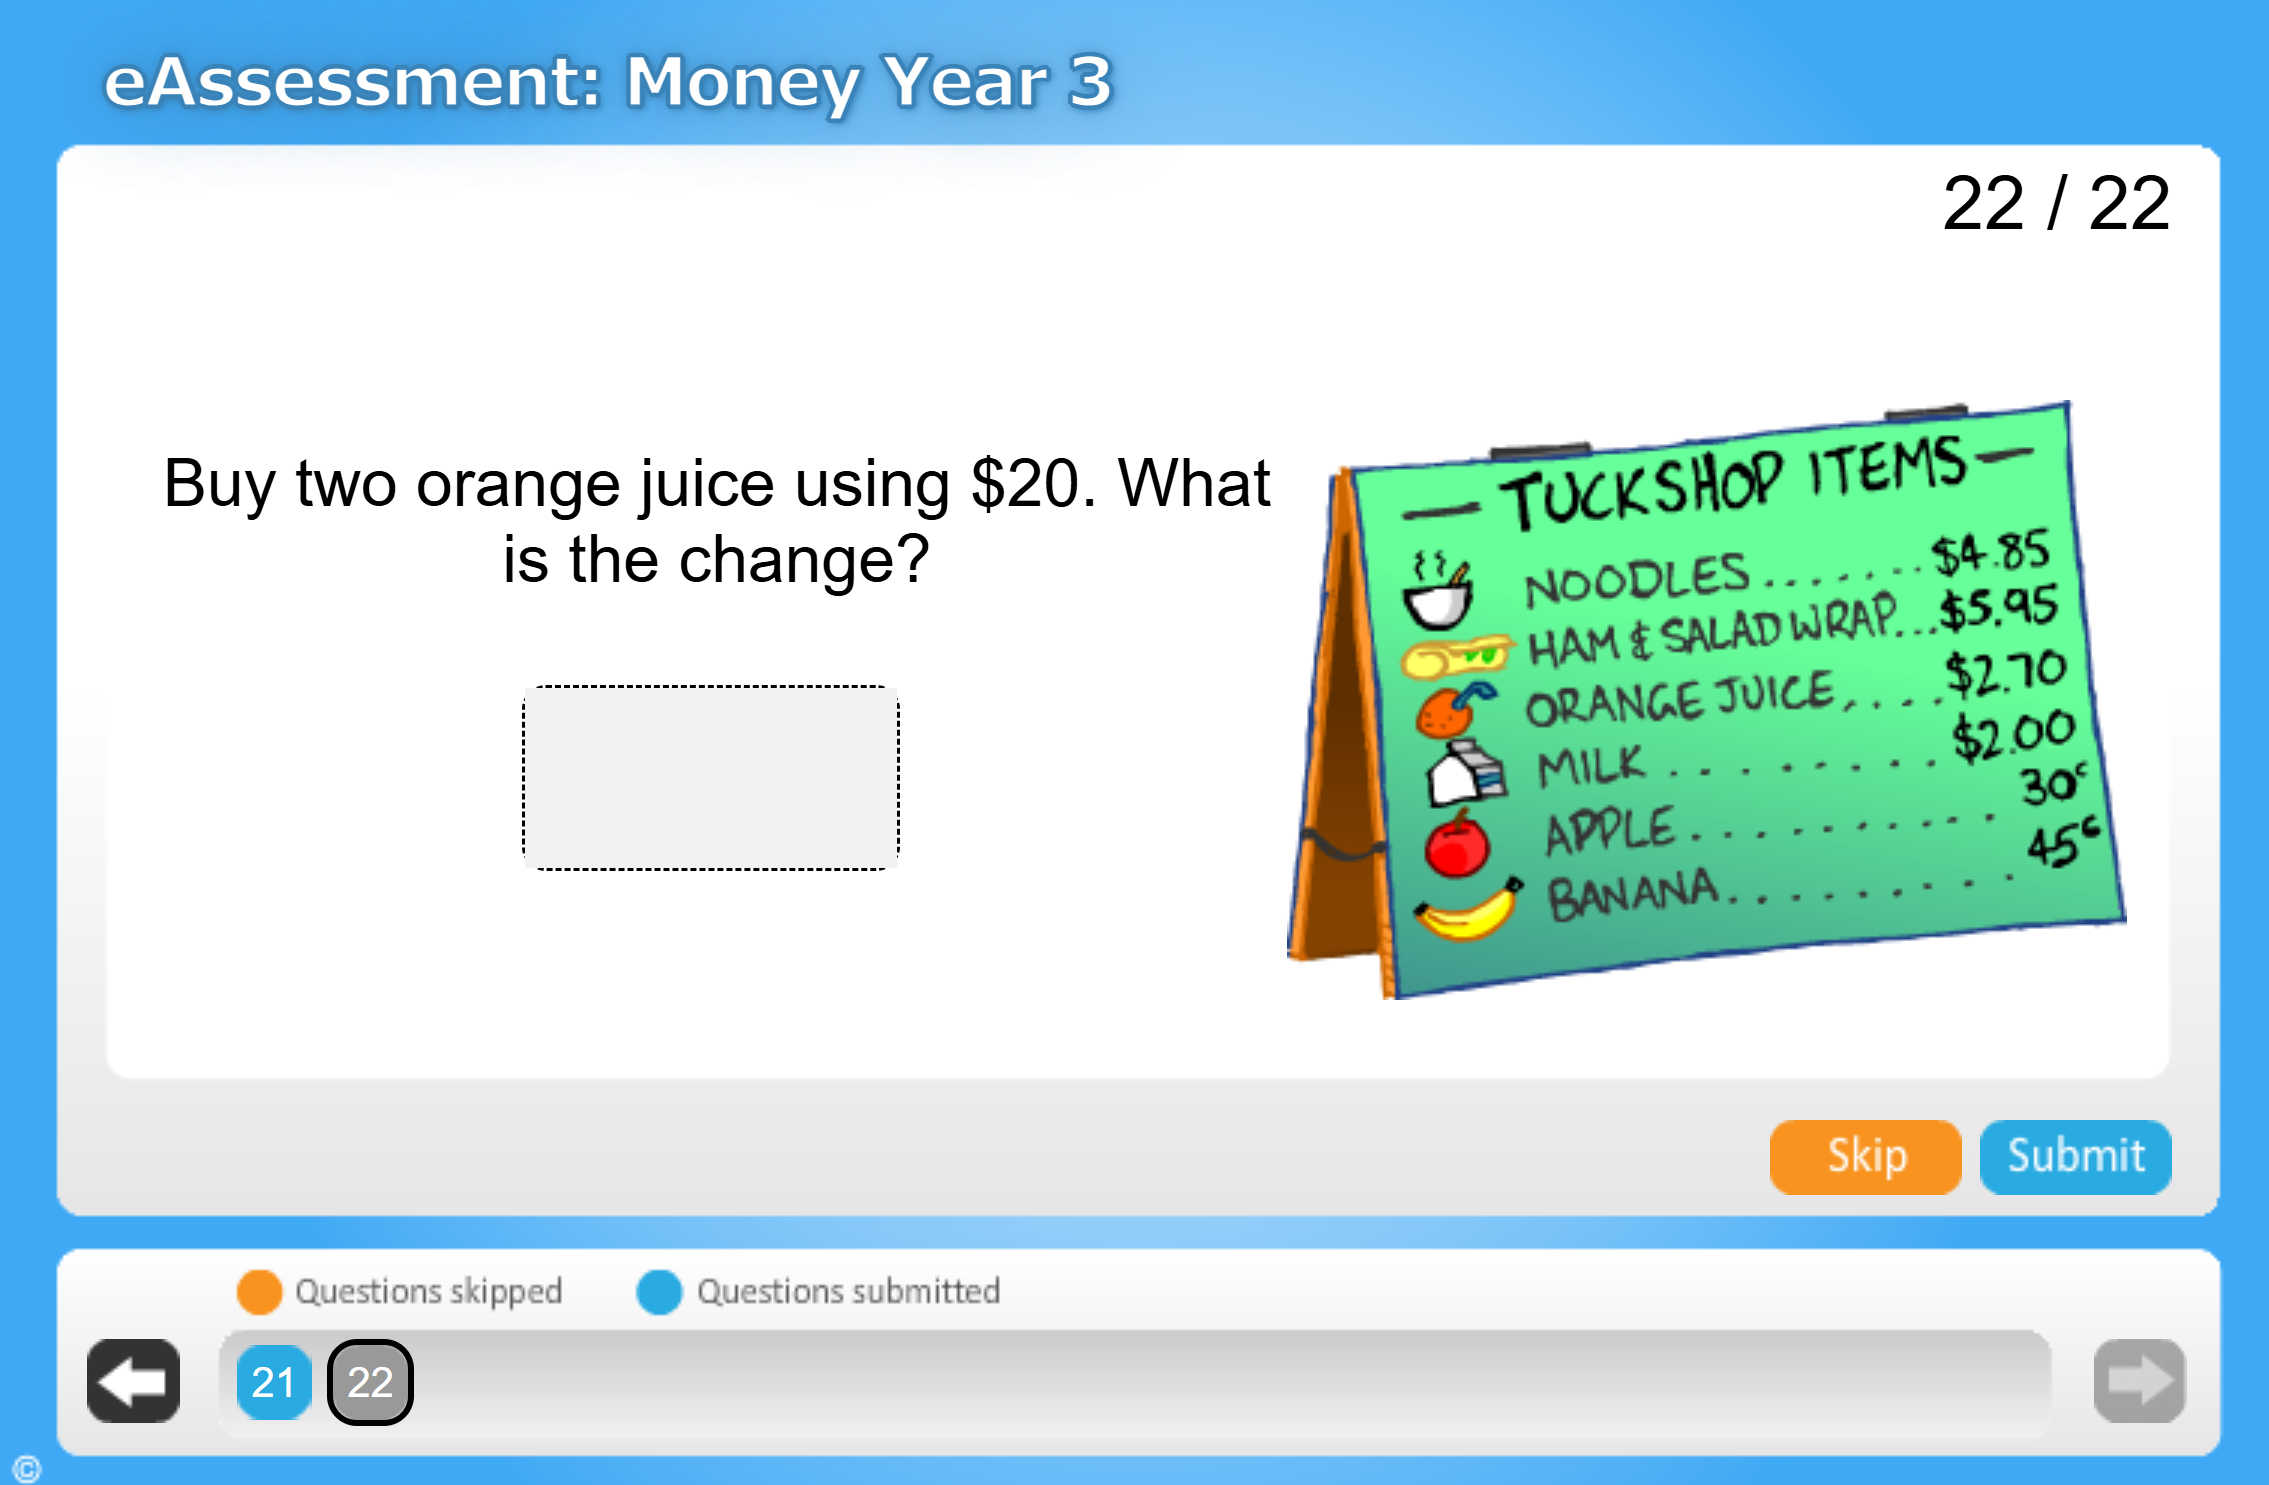 eAssessment: Money Year 3
22 / 22
Buy two orange juice using $20. What
is the change?
— TUCKSHOP ITEMS —
NOODLES.......$4.85
HAM & SALAD WRAP...$5.95
ORANGE JUICE.....$2.70
MILK.........$2.00
APPLE..........30c
BANANA.........45c
Skip Submit
Questions skipped Questions submitted
21 22
©